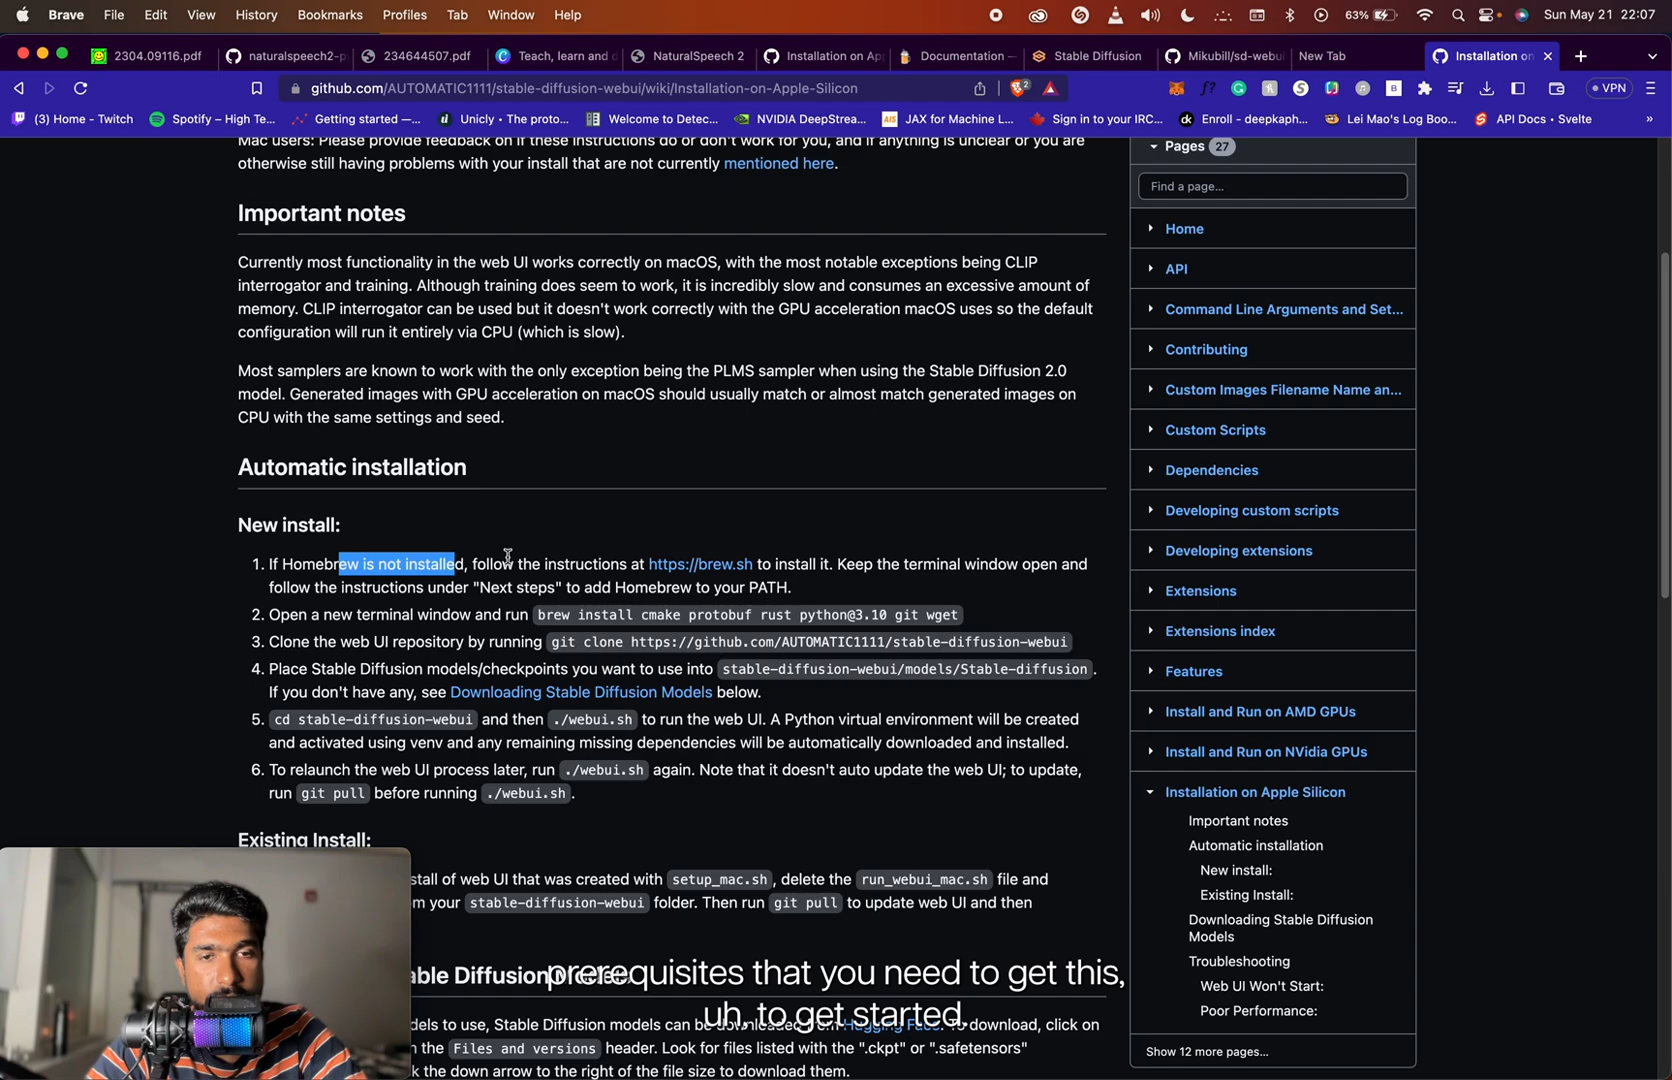 Brave File Edit View History Bookmarks Profiles Tab Window Help 63% Sun May 21 22:07
2304.09116.pdf naturalspeech2-p 234644507.pdf Teach, learn and d NaturalSpeech 2 Installation on Ap Documentation — Stable Diffusion Mikubill/sd-webui New Tab Installation on
github.com/AUTOMATIC1111/stable-diffusion-webui/wiki/Installation-on-Apple-Silicon 2 VPN
(3) Home - Twitch Spotify – High Te... Getting started —... Unicly • The proto... Welcome to Detec... NVIDIA DeepStrea... JAX for Machine L... Sign in to your IRC... Enroll - deepkaph... Lei Mao's Log Boo... API Docs • Svelte »
Mac users: Please provide feedback on if these instructions do or don't work for you, and if anything is unclear or you are
otherwise still having problems with your install that are not currently mentioned here.
Important notes
Currently most functionality in the web UI works correctly on macOS, with the most notable exceptions being CLIP
interrogator and training. Although training does seem to work, it is incredibly slow and consumes an excessive amount of
memory. CLIP interrogator can be used but it doesn't work correctly with the GPU acceleration macOS uses so the default
configuration will run it entirely via CPU (which is slow).
Most samplers are known to work with the only exception being the PLMS sampler when using the Stable Diffusion 2.0
model. Generated images with GPU acceleration on macOS should usually match or almost match generated images on
CPU with the same settings and seed.
Automatic installation
New install:
1. If Homebrew is not installed, follow the instructions at https://brew.sh to install it. Keep the terminal window open and
follow the instructions under "Next steps" to add Homebrew to your PATH.
2. Open a new terminal window and run brew install cmake protobuf rust python@3.10 git wget
3. Clone the web UI repository by running git clone https://github.com/AUTOMATIC1111/stable-diffusion-webui
4. Place Stable Diffusion models/checkpoints you want to use into stable-diffusion-webui/models/Stable-diffusion .
If you don't have any, see Downloading Stable Diffusion Models below.
5. cd stable-diffusion-webui and then ./webui.sh to run the web UI. A Python virtual environment will be created
and activated using venv and any remaining missing dependencies will be automatically downloaded and installed.
6. To relaunch the web UI process later, run ./webui.sh again. Note that it doesn't auto update the web UI; to update,
run git pull before running ./webui.sh .
Existing Install:
stall of web UI that was created with setup_mac.sh , delete the run_webui_mac.sh file and
m your stable-diffusion-webui folder. Then run git pull to update web UI and then
able Diffusion
prerequisites that you need to get this,
uh, to get started.
dels to use, Stable Diffusion models can be downloaded from Hugging Face. To download, click on
n the Files and versions header. Look for files listed with the ".ckpt" or ".safetensors"
k the down arrow to the right of the file size to download them.
Pages 27
Find a page...
Home
API
Command Line Arguments and Set...
Contributing
Custom Images Filename Name an...
Custom Scripts
Dependencies
Developing custom scripts
Developing extensions
Extensions
Extensions index
Features
Install and Run on AMD GPUs
Install and Run on NVidia GPUs
Installation on Apple Silicon
Important notes
Automatic installation
New install:
Existing Install:
Downloading Stable Diffusion
Models
Troubleshooting
Web UI Won't Start:
Poor Performance:
Show 12 more pages...